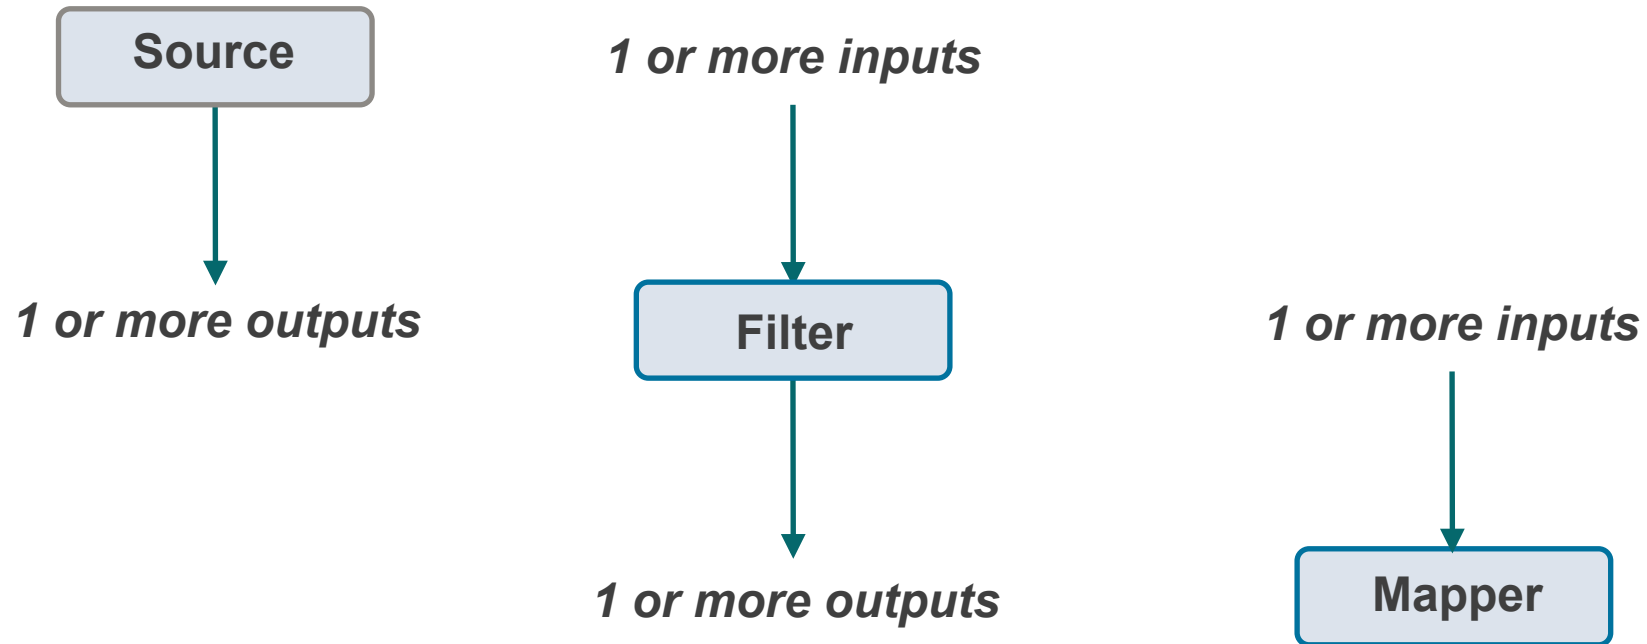 Source
1 or more outputs
1 or more inputs
Filter
1 or more outputs
1 or more inputs
Mapper